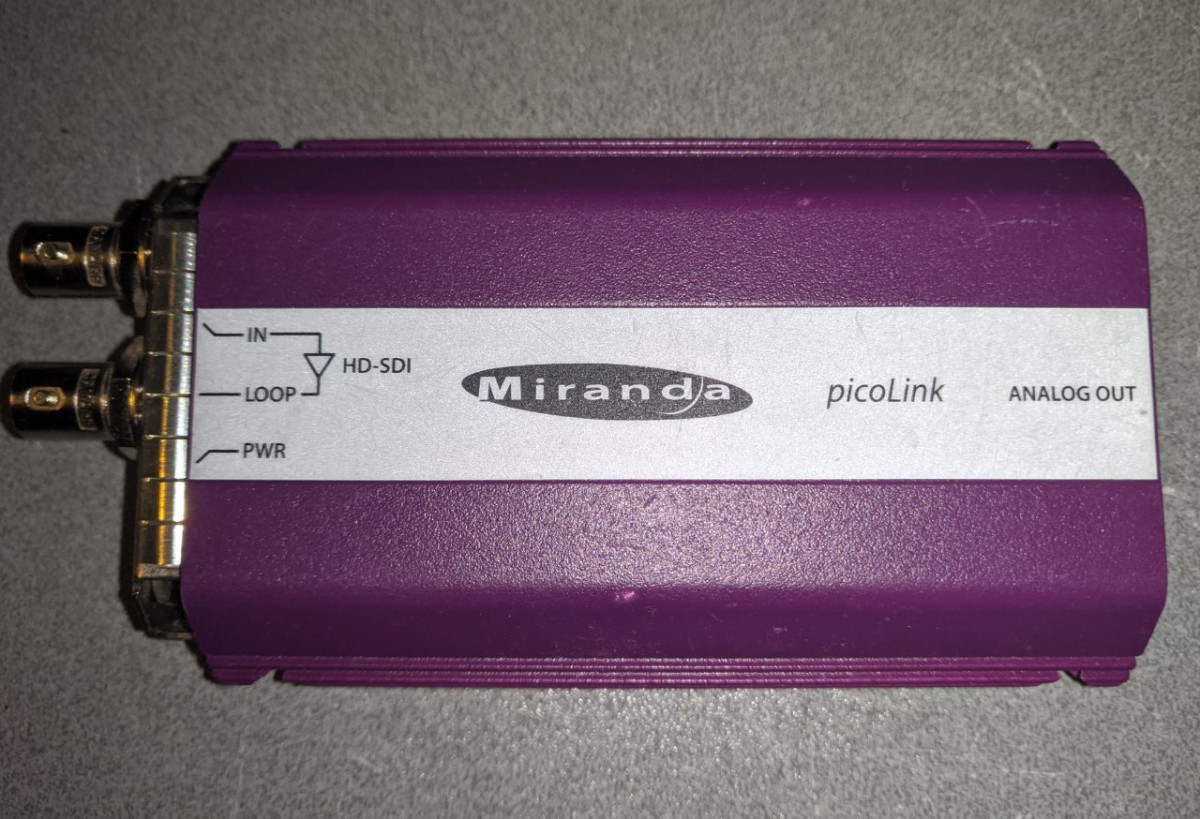 IN
HD-SDI
LOOP
PWR
Miranda
picoLink
ANALOG OUT